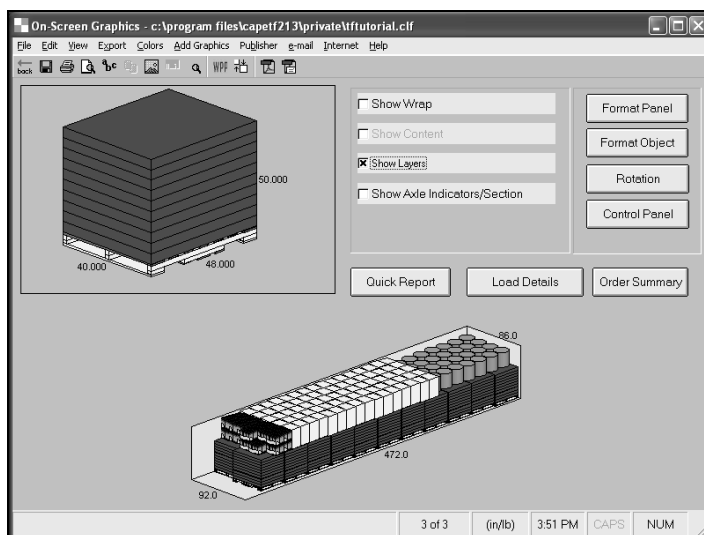 On-Screen Graphics - c:\program files\capetf213\private\tftutorial.clf
File Edit View Export Colors Add Graphics Publisher e-mail Internet Help
back abc WPF
50.000
40.000
48.000
Show Wrap
Show Content
Show Layers
Show Axle Indicators/Section
Format Panel
Format Object
Rotation
Control Panel
Quick Report
Load Details
Order Summary
86.0
472.0
92.0
3 of 3 (in/lb) 3:51 PM CAPS NUM